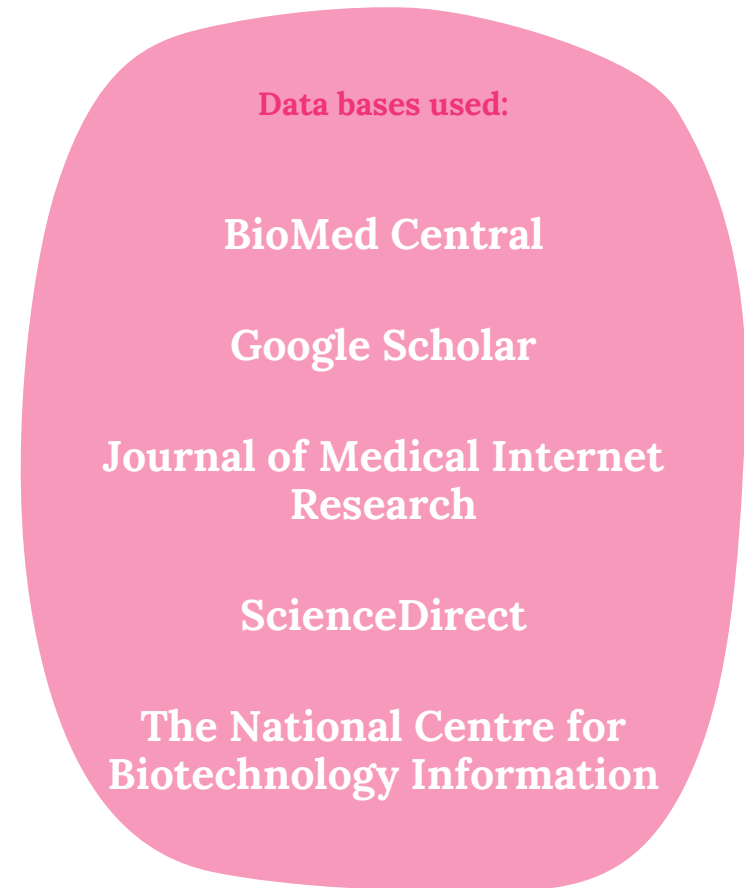 Data bases used:
BioMed Central
Google Scholar
Journal of Medical Internet
Research
ScienceDirect
The National Centre for
Biotechnology Information